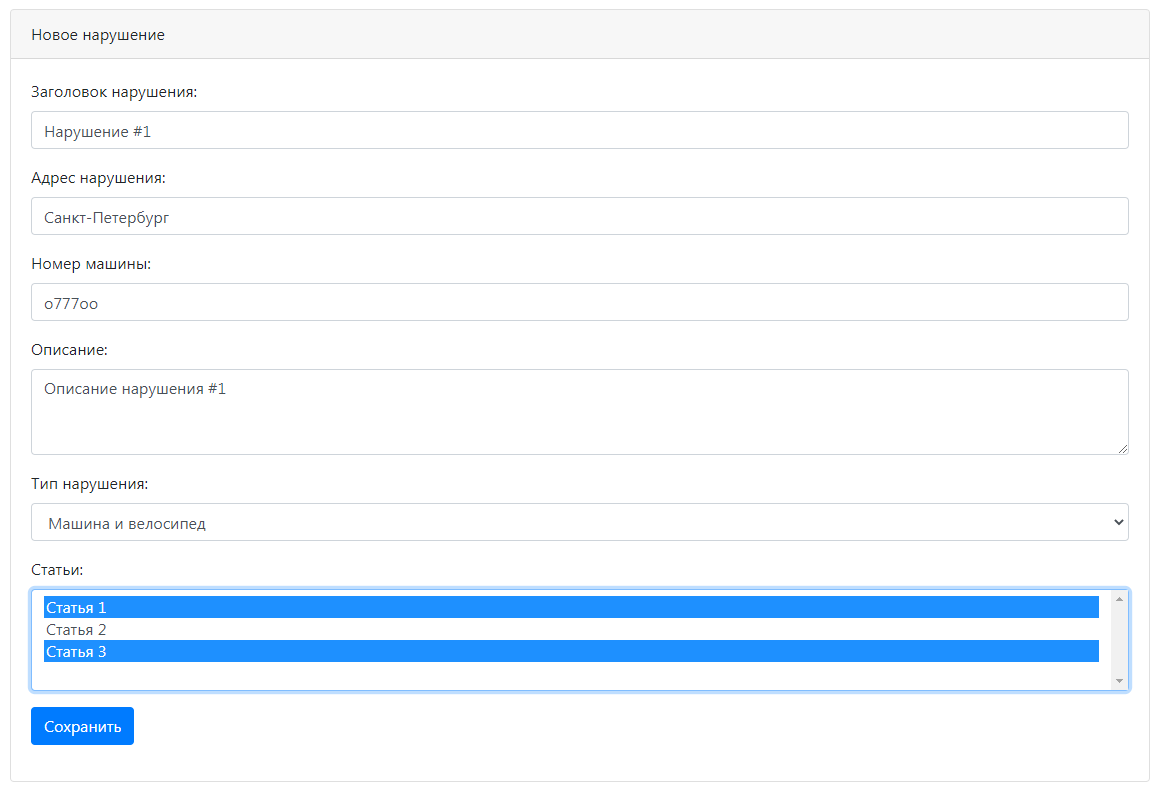 Новое нарушение
Заголовок нарушения:
Нарушение #1
Адрес нарушения:
Санкт-Петербург
Номер машины:
о777оо
Описание:
Описание нарушения #1
Тип нарушения:
Машина и велосипед
Статьи:
Статья 1
Статья 2
Статья 3
Сохранить